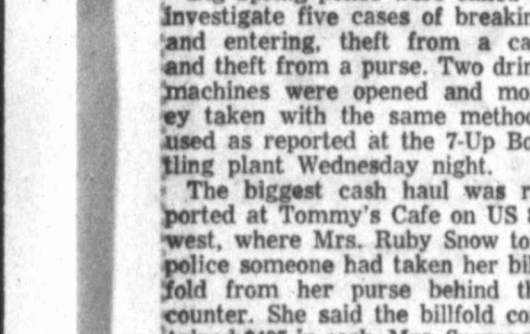 investigate five cases of breakin
and entering, theft from a ca
and theft from a purse. Two drin
machines were opened and mo
ey taken with the same method
used as reported at the 7-Up Bo
tling plant Wednesday night.
The biggest cash haul was r
ported at Tommy's Cafe on US
west, where Mrs. Ruby Snow to
police someone had taken her bil
fold from her purse behind th
counter. She said the billfold co